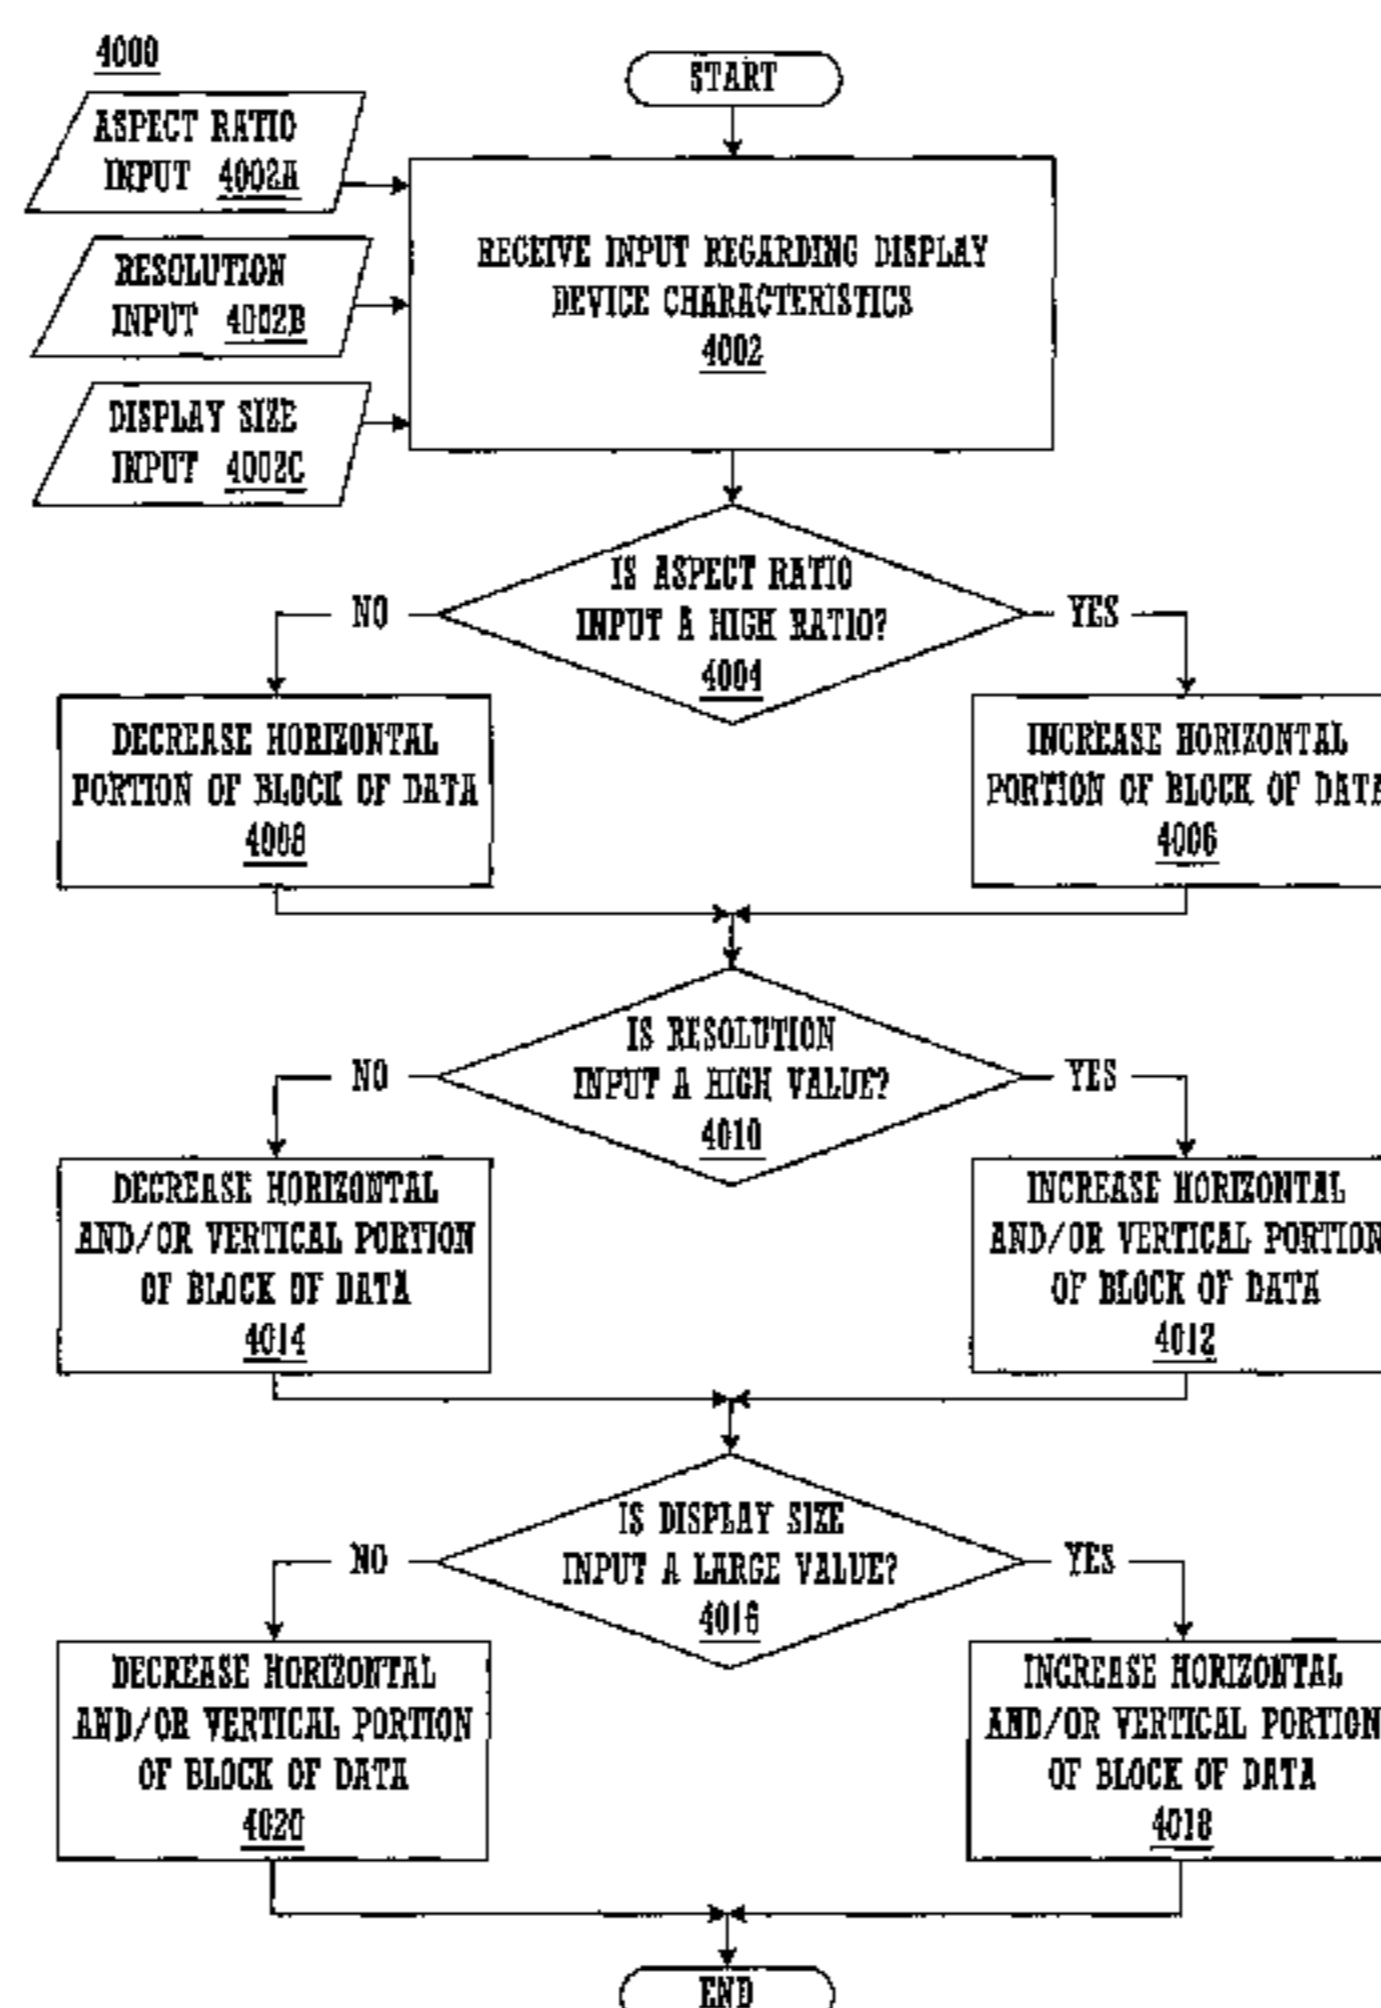 4000
START
ASPECT RATIO
INPUT 4002A
RESOLUTION
INPUT 4002B
DISPLAY SIZE
INPUT 4002C
RECEIVE INPUT REGARDING DISPLAY
DEVICE CHARACTERISTICS
4002
IS ASPECT RATIO
INPUT A HIGH RATIO?
4004
NO
YES
DECREASE HORIZONTAL
PORTION OF BLOCK OF DATA
4008
INCREASE HORIZONTAL
PORTION OF BLOCK OF DATA
4006
IS RESOLUTION
INPUT A HIGH VALUE?
4010
NO
YES
DECREASE HORIZONTAL
AND/OR VERTICAL PORTION
OF BLOCK OF DATA
4014
INCREASE HORIZONTAL
AND/OR VERTICAL PORTION
OF BLOCK OF DATA
4012
IS DISPLAY SIZE
INPUT A LARGE VALUE?
4016
NO
YES
DECREASE HORIZONTAL
AND/OR VERTICAL PORTION
OF BLOCK OF DATA
4020
INCREASE HORIZONTAL
AND/OR VERTICAL PORTION
OF BLOCK OF DATA
4018
END